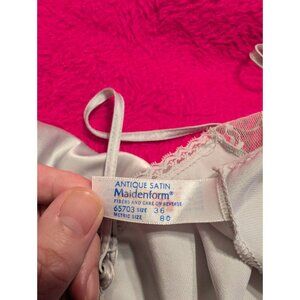 ANTIQUE SATIN
Maidenform®
FIBERS AND CARE ON REVERSE
65703 SIZE 36
METRIC SIZE 80